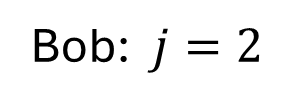 Bob: j = 2